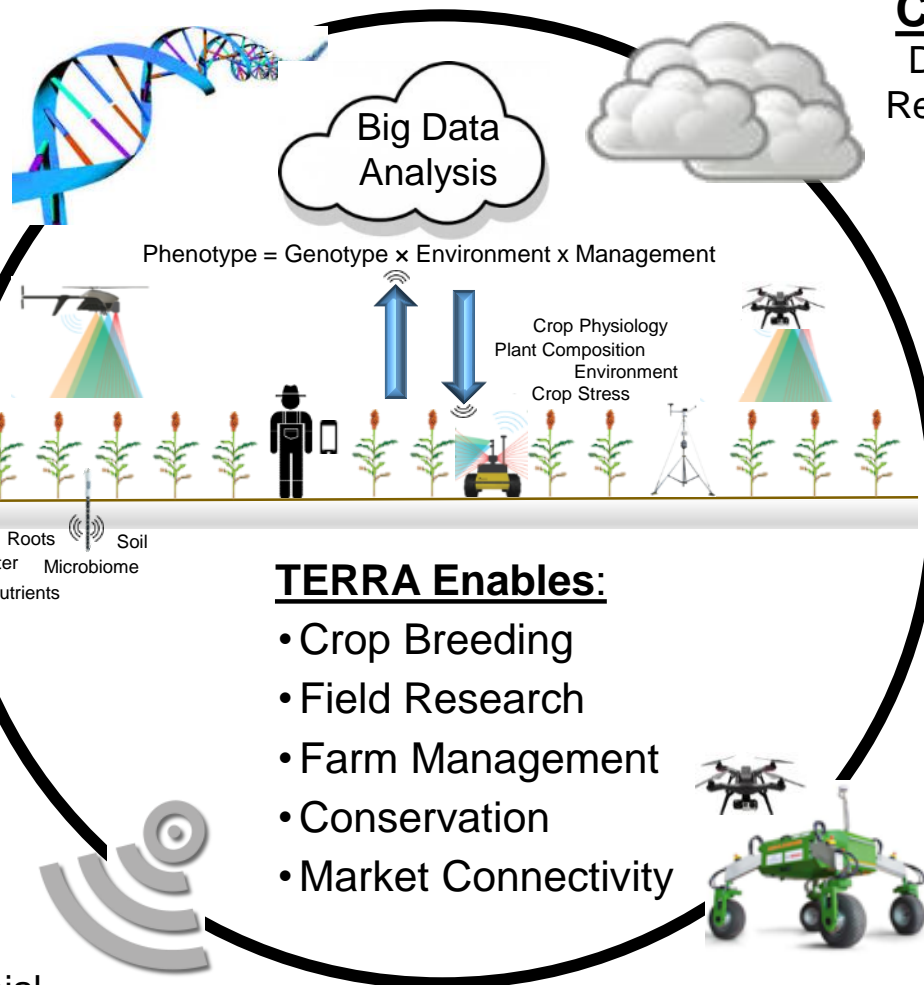 Big Data
Analysis
Phenotype = Genotype × Environment x Management
Crop Physiology
Plant Composition
Environment
Crop Stress
Roots
Soil
Microbiome
TERRA Enables:
• Crop Breeding
• Field Research
• Farm Management
• Conservation
• Market Connectivity